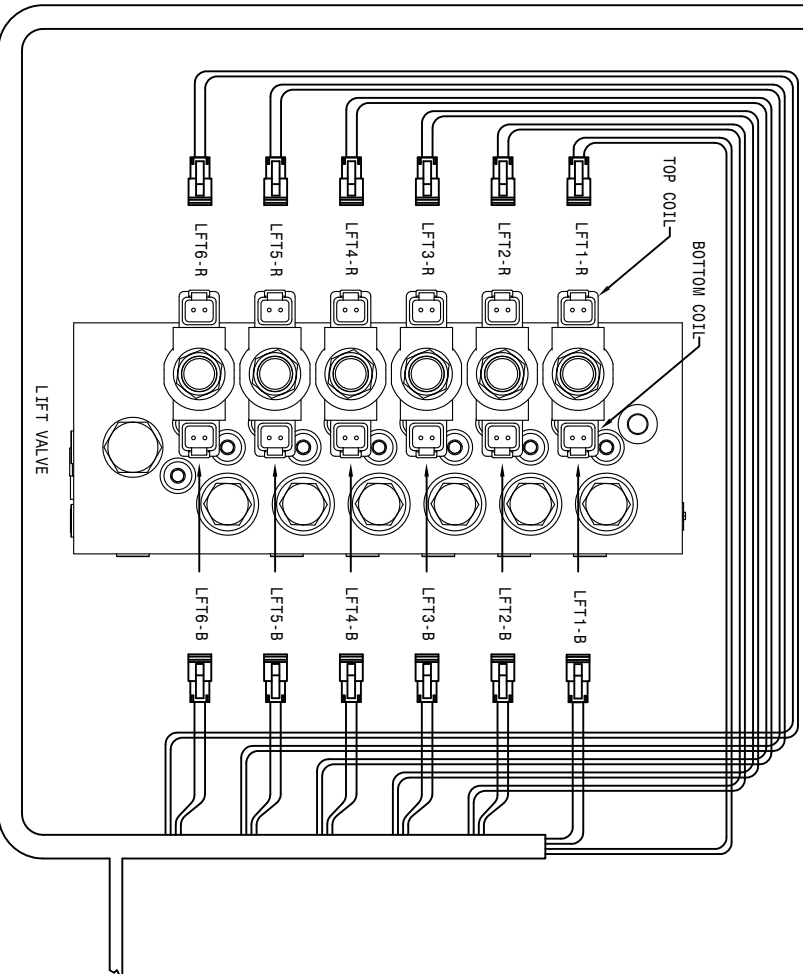 TOP COIL
BOTTOM COIL
LFT6-R
LFT5-R
LFT4-R
LFT3-R
LFT2-R
LFT1-R
LIFT VALVE
LFT6-B
LFT5-B
LFT4-B
LFT3-B
LFT2-B
LFT1-B